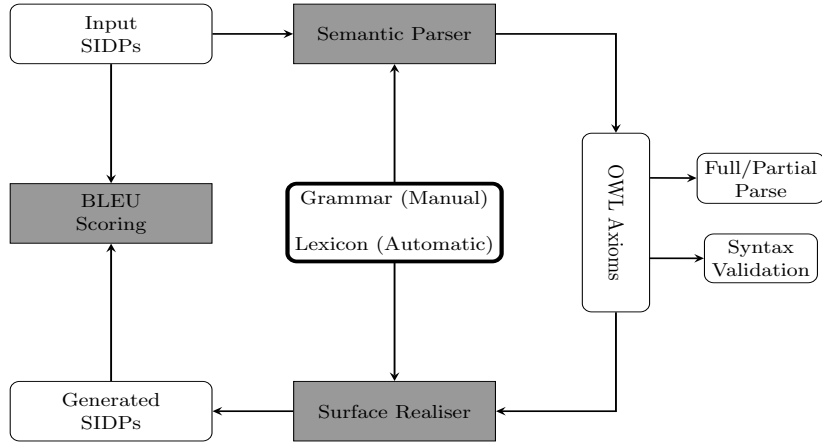 Input
SIDPs
Semantic Parser
OWL Axioms
Full/Partial
Parse
BLEU
Scoring
Grammar (Manual)
Lexicon (Automatic)
Syntax
Validation
Generated
SIDPs
Surface Realiser